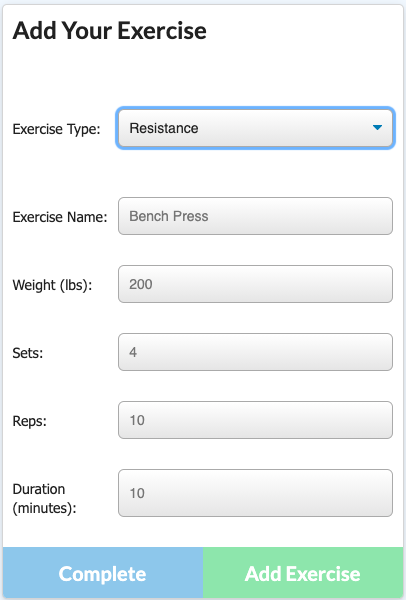 Add Your Exercise
Exercise Type: Resistance
Exercise Name: Bench Press
Weight (lbs): 200
Sets: 4
Reps: 10
Duration
(minutes): 10
Complete Add Exercise